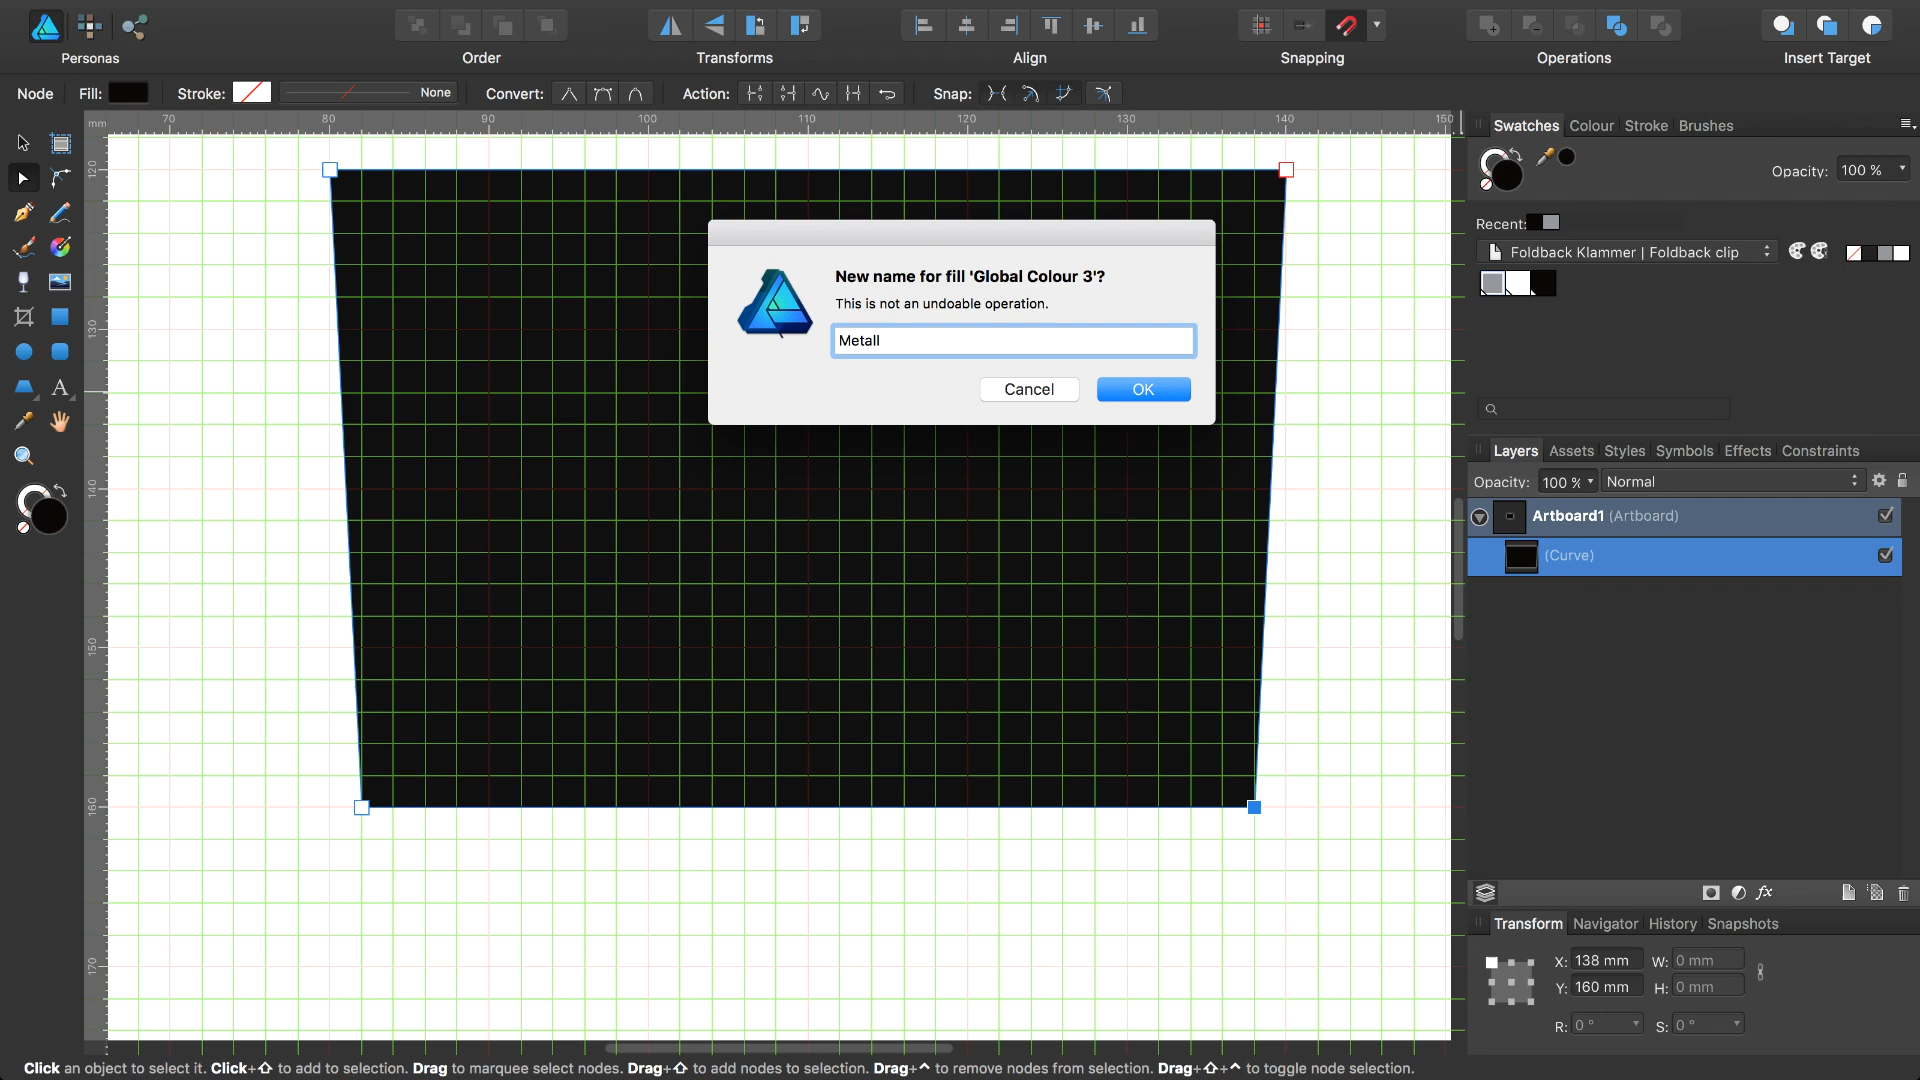 Personas
Order
Transforms
Align
Snapping
Operations
Insert Target
Node Fill: Stroke: None Convert: Action: Snap:
mm 70 80 90 100 110 120 130 140 150
Swatches Colour Stroke Brushes
Opacity: 100 %
Recent:
Foldback Klammer | Foldback clip
120
130
140
150
160
170
New name for fill 'Global Colour 3'?
This is not an undoable operation.
Metall
Cancel OK
A
Layers Assets Styles Symbols Effects Constraints
Opacity: 100 % Normal
Artboard1 (Artboard)
(Curve)
fx
Transform Navigator History Snapshots
X: 138 mm W: 0 mm
Y: 160 mm H: 0 mm
R: 0 ° S: 0 °
Click an object to select it. Click+⇧ to add to selection. Drag to marquee select nodes. Drag+⇧ to add nodes to selection. Drag+⌃ to remove nodes from selection. Drag+⇧+⌃ to toggle node selection.